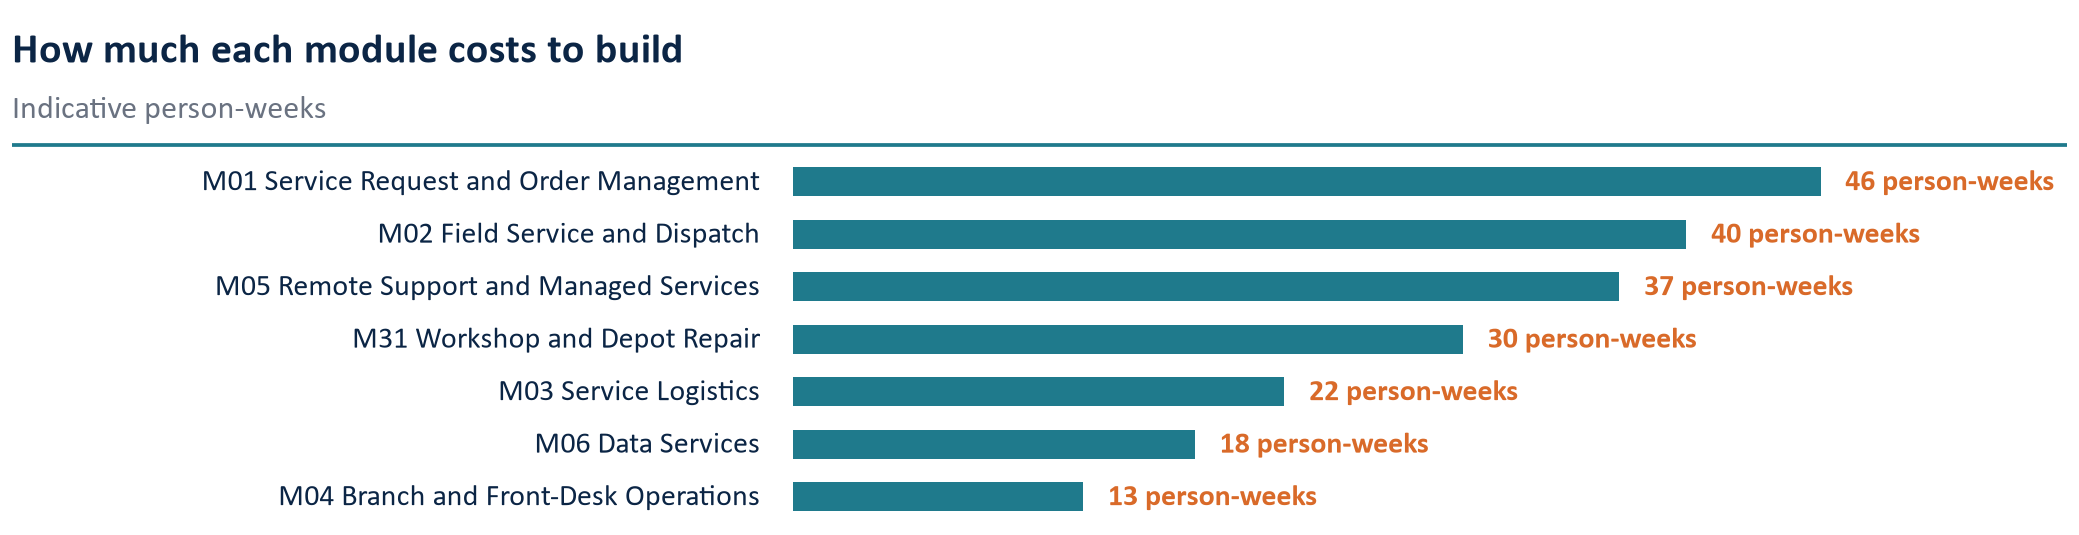 How much each module costs to build
Indicative person-weeks
M01 Service Request and Order Management 46 person-weeks
M02 Field Service and Dispatch 40 person-weeks
M05 Remote Support and Managed Services 37 person-weeks
M31 Workshop and Depot Repair 30 person-weeks
M03 Service Logistics 22 person-weeks
M06 Data Services 18 person-weeks
M04 Branch and Front-Desk Operations 13 person-weeks